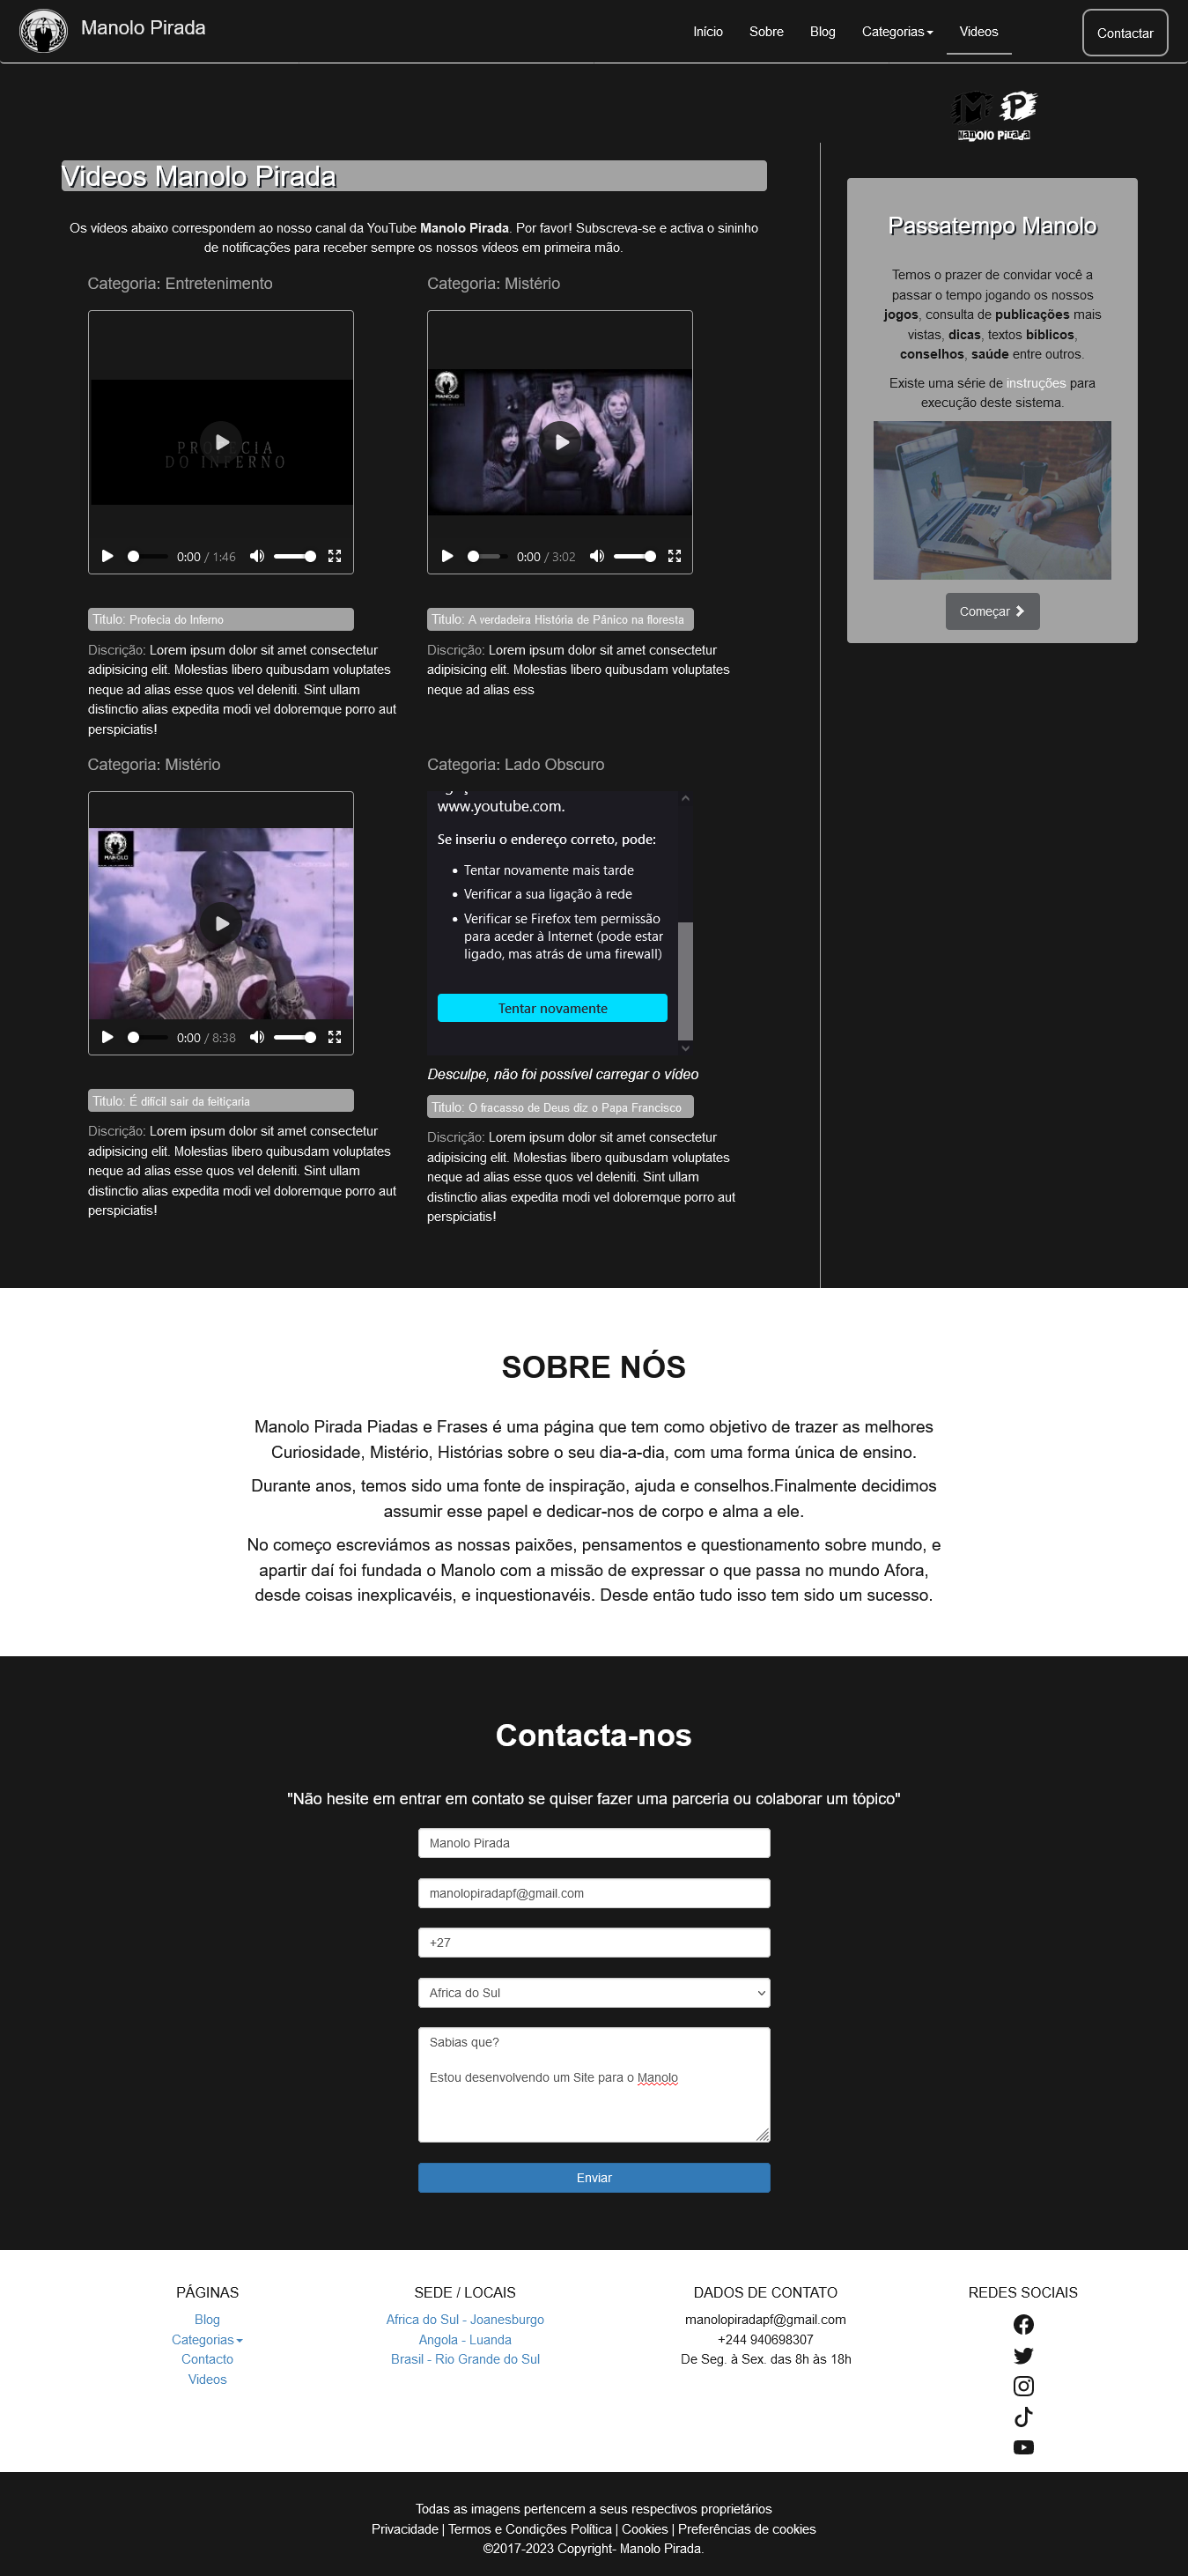 Manolo Pirada
Início
Sobre
Blog
Categorias
Videos
Contactar
M P
Manolo Pirada
Videos Manolo Pirada
Os vídeos abaixo correspondem ao nosso canal da YouTube Manolo Pirada. Por favor! Subscreva-se e activa o sininho
de notificações para receber sempre os nossos vídeos em primeira mão.
Categoria: Entretenimento
PROFECIA
DO INFERNO
0:00 / 1:46
Titulo: Profecia do Inferno
Discrição: Lorem ipsum dolor sit amet consectetur
adipisicing elit. Molestias libero quibusdam voluptates
neque ad alias esse quos vel deleniti. Sint ullam
distinctio alias expedita modi vel doloremque porro aut
perspiciatis!
Categoria: Mistério
MANOLO
0:00 / 3:02
Titulo: A verdadeira História de Pânico na floresta
Discrição: Lorem ipsum dolor sit amet consectetur
adipisicing elit. Molestias libero quibusdam voluptates
neque ad alias ess
Categoria: Mistério
MANOLO
0:00 / 8:38
Titulo: É difícil sair da feitiçaria
Discrição: Lorem ipsum dolor sit amet consectetur
adipisicing elit. Molestias libero quibusdam voluptates
neque ad alias esse quos vel deleniti. Sint ullam
distinctio alias expedita modi vel doloremque porro aut
perspiciatis!
Categoria: Lado Obscuro
www.youtube.com.
Se inseriu o endereço correto, pode:
Tentar novamente mais tarde
Verificar a sua ligação à rede
Verificar se Firefox tem permissão
para aceder à Internet (pode estar
ligado, mas atrás de uma firewall)
Tentar novamente
Desculpe, não foi possível carregar o vídeo
Titulo: O fracasso de Deus diz o Papa Francisco
Discrição: Lorem ipsum dolor sit amet consectetur
adipisicing elit. Molestias libero quibusdam voluptates
neque ad alias esse quos vel deleniti. Sint ullam
distinctio alias expedita modi vel doloremque porro aut
perspiciatis!
Passatempo Manolo
Temos o prazer de convidar você a
passar o tempo jogando os nossos
jogos, consulta de publicações mais
vistas, dicas, textos bíblicos,
conselhos, saúde entre outros.
Existe uma série de instruções para
execução deste sistema.
Começar
SOBRE NÓS
Manolo Pirada Piadas e Frases é uma página que tem como objetivo de trazer as melhores
Curiosidade, Mistério, Histórias sobre o seu dia-a-dia, com uma forma única de ensino.
Durante anos, temos sido uma fonte de inspiração, ajuda e conselhos.Finalmente decidimos
assumir esse papel e dedicar-nos de corpo e alma a ele.
No começo escreviámos as nossas paixões, pensamentos e questionamento sobre mundo, e
apartir daí foi fundada o Manolo com a missão de expressar o que passa no mundo Afora,
desde coisas inexplicavéis, e inquestionavéis. Desde então tudo isso tem sido um sucesso.
Contacta-nos
"Não hesite em entrar em contato se quiser fazer uma parceria ou colaborar um tópico"
Manolo Pirada
manolopiradapf@gmail.com
+27
Africa do Sul
Sabias que?
Estou desenvolvendo um Site para o Manolo
Enviar
PÁGINAS
Blog
Categorias
Contacto
Videos
SEDE / LOCAIS
Africa do Sul - Joanesburgo
Angola - Luanda
Brasil - Rio Grande do Sul
DADOS DE CONTATO
manolopiradapf@gmail.com
+244 940698307
De Seg. à Sex. das 8h às 18h
REDES SOCIAIS
Todas as imagens pertencem a seus respectivos proprietários
Privacidade | Termos e Condições Política | Cookies | Preferências de cookies
©2017-2023 Copyright- Manolo Pirada.